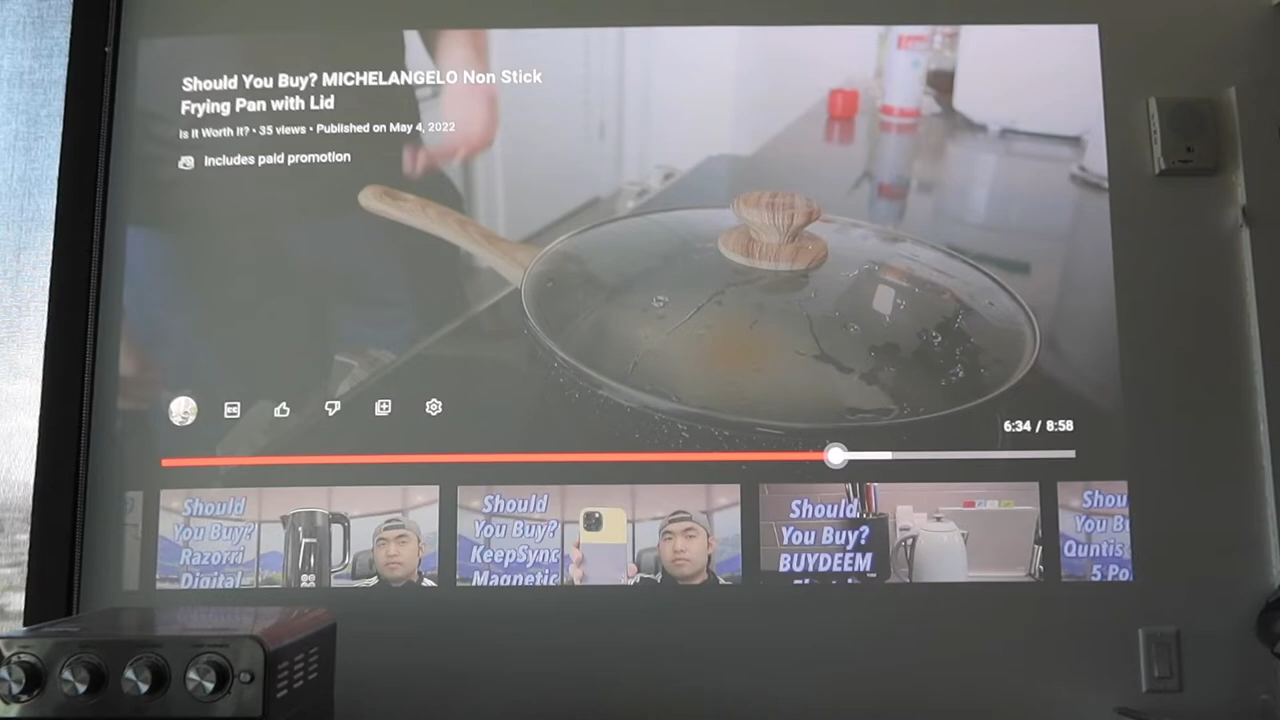 Should You Buy? MICHELANGELO Non Stick
Frying Pan with Lid
Is It Worth It? • 35 views • Published on May 4, 2022
Includes paid promotion
CC
6:34 / 8:58
Should
You Buy?
Razorri
Digital
Should
You Buy?
KeepSync
Magnetic
Should
You Buy?
BUYDEEM
Shou
You B
Quntis
5 Po